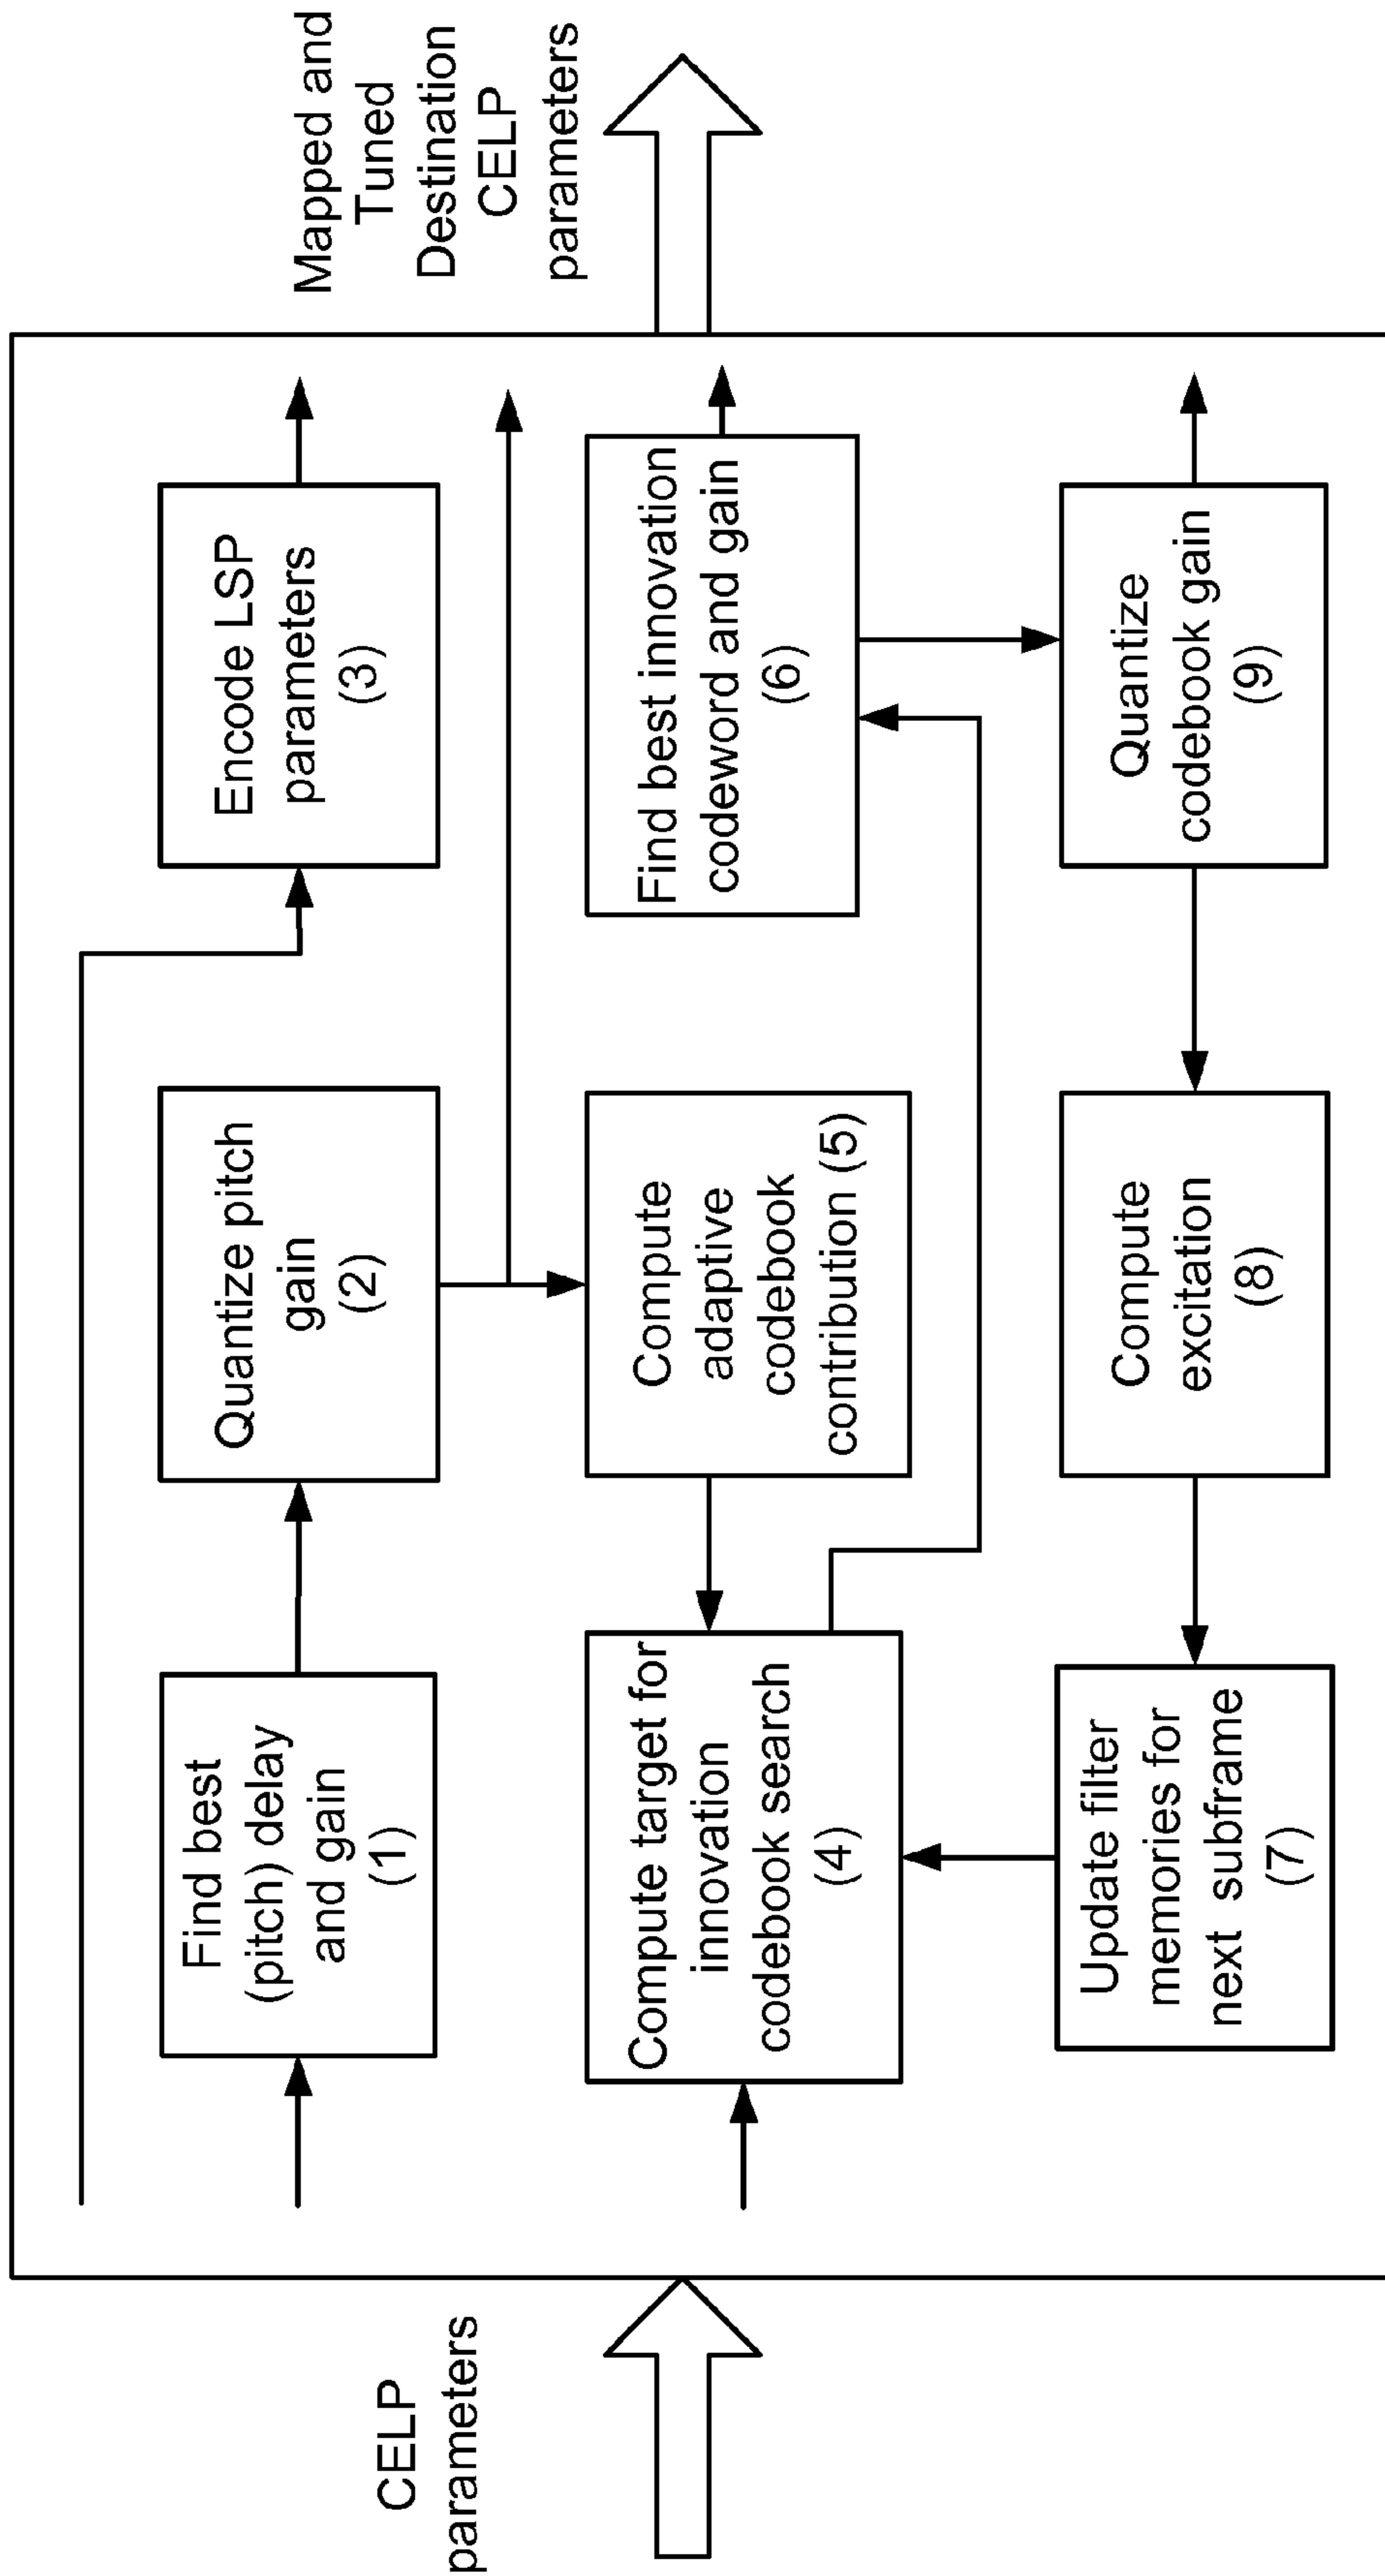 CELP
parameters
Find best
(pitch) delay
and gain
(1)
Quantize pitch
gain
(2)
Encode LSP
parameters
(3)
Compute target for
innovation
codebook search
(4)
Compute
adaptive
codebook
contribution (5)
Find best innovation
codeword and gain
(6)
Update filter
memories for
next subframe
(7)
Compute
excitation
(8)
Quantize
codebook gain
(9)
Mapped and
Tuned
Destination
CELP
parameters